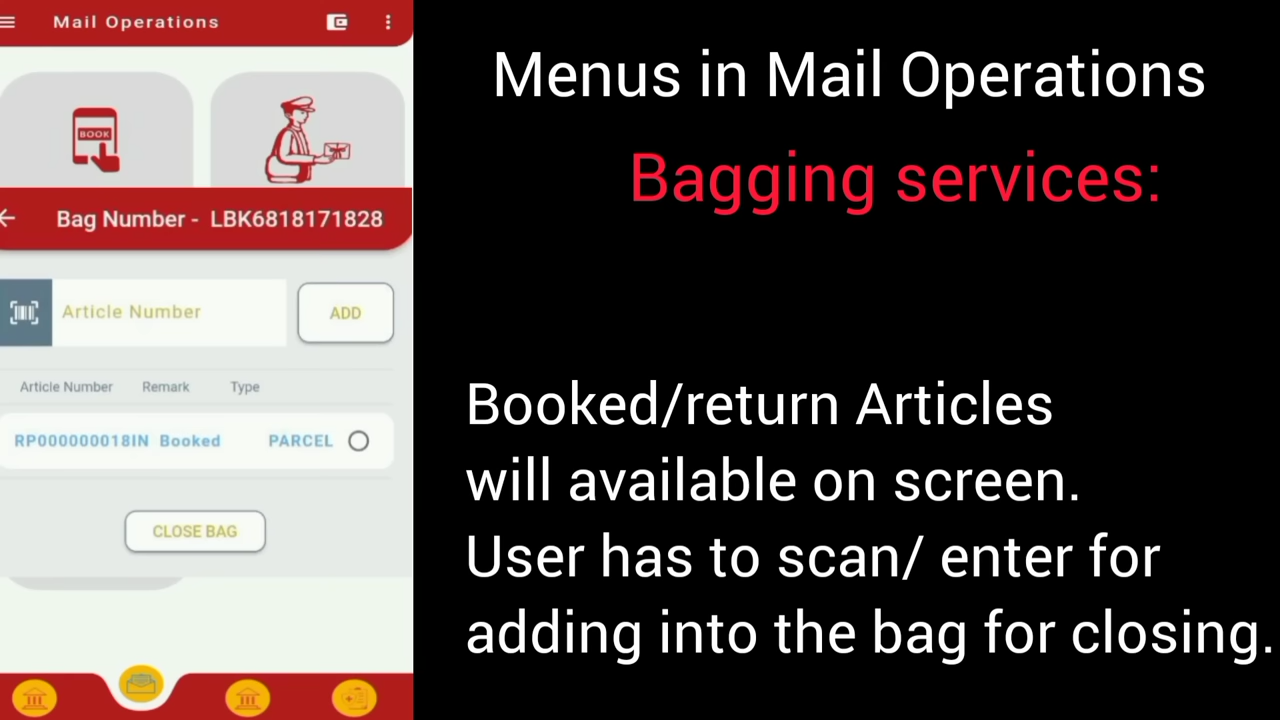 Mail Operations
BOOK
Bag Number - LBK6818171828
Article Number
ADD
Article Number Remark Type
RP000000018IN Booked PARCEL
CLOSE BAG
Menus in Mail Operations
Bagging services:
Booked/return Articles
will available on screen.
User has to scan/ enter for
adding into the bag for closing.